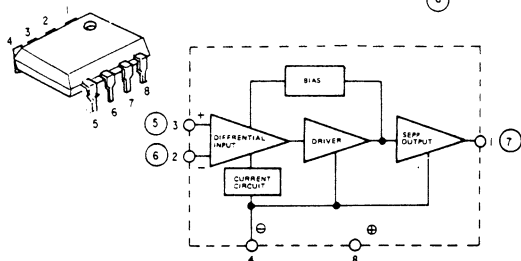 8
1
2
3
4
5
6
7
8
BIAS
5 3 +
DIFFERENTIAL
INPUT
DRIVER
SEPP
OUTPUT
1 7
6 2 −
CURRENT
CIRCUIT
⊖ ⊕
4 8